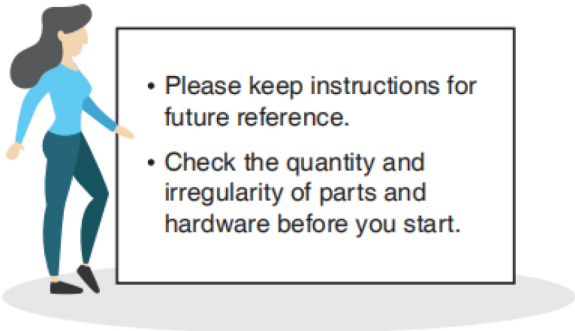 • Please keep instructions for
future reference.
• Check the quantity and
irregularity of parts and
hardware before you start.